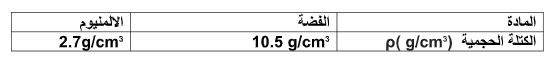 المادة الفضة الالمنيوم
الكتلة الحجمية ρ( g/cm³) 10.5 g/cm³ 2.7g/cm³